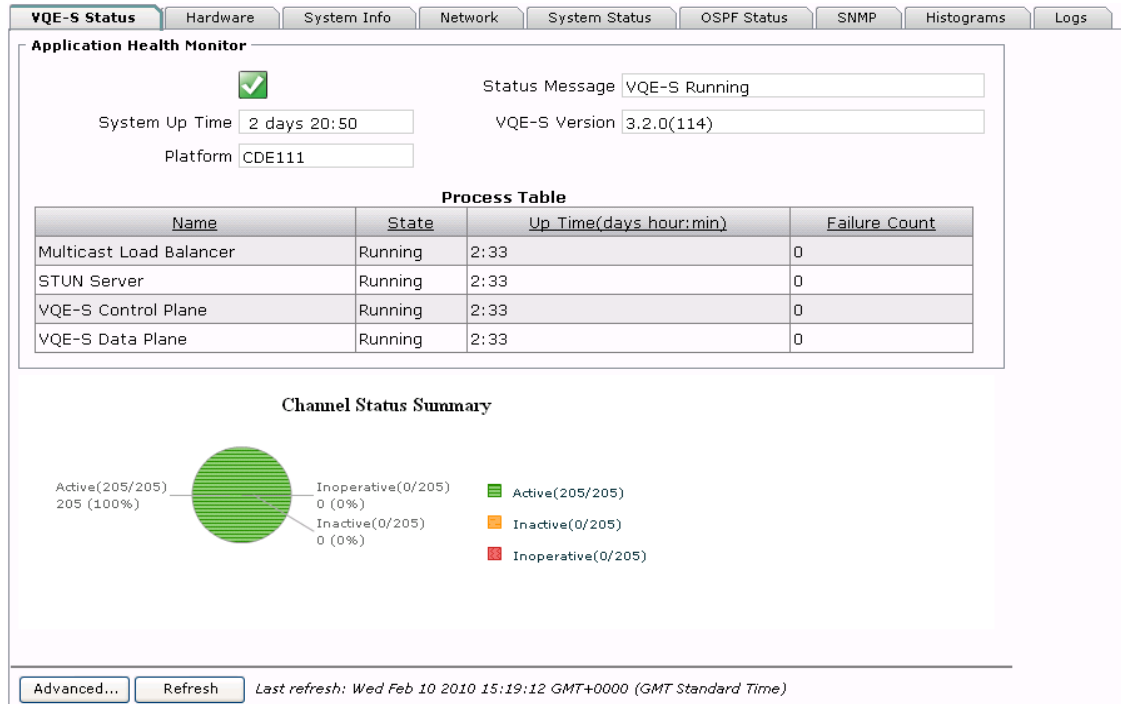 VQE-S Status Hardware System Info Network System Status OSPF Status SNMP Histograms Logs
Application Health Monitor
Status Message VQE-S Running
System Up Time 2 days 20:50 VQE-S Version 3.2.0(114)
Platform CDE111
Process Table
Name State Up Time(days hour:min) Failure Count
Multicast Load Balancer Running 2:33 0
STUN Server Running 2:33 0
VQE-S Control Plane Running 2:33 0
VQE-S Data Plane Running 2:33 0
Channel Status Summary
Active(205/205)
205 (100%)
Inoperative(0/205)
0 (0%)
Inactive(0/205)
0 (0%)
Active(205/205)
Inactive(0/205)
Inoperative(0/205)
Advanced... Refresh Last refresh: Wed Feb 10 2010 15:19:12 GMT+0000 (GMT Standard Time)